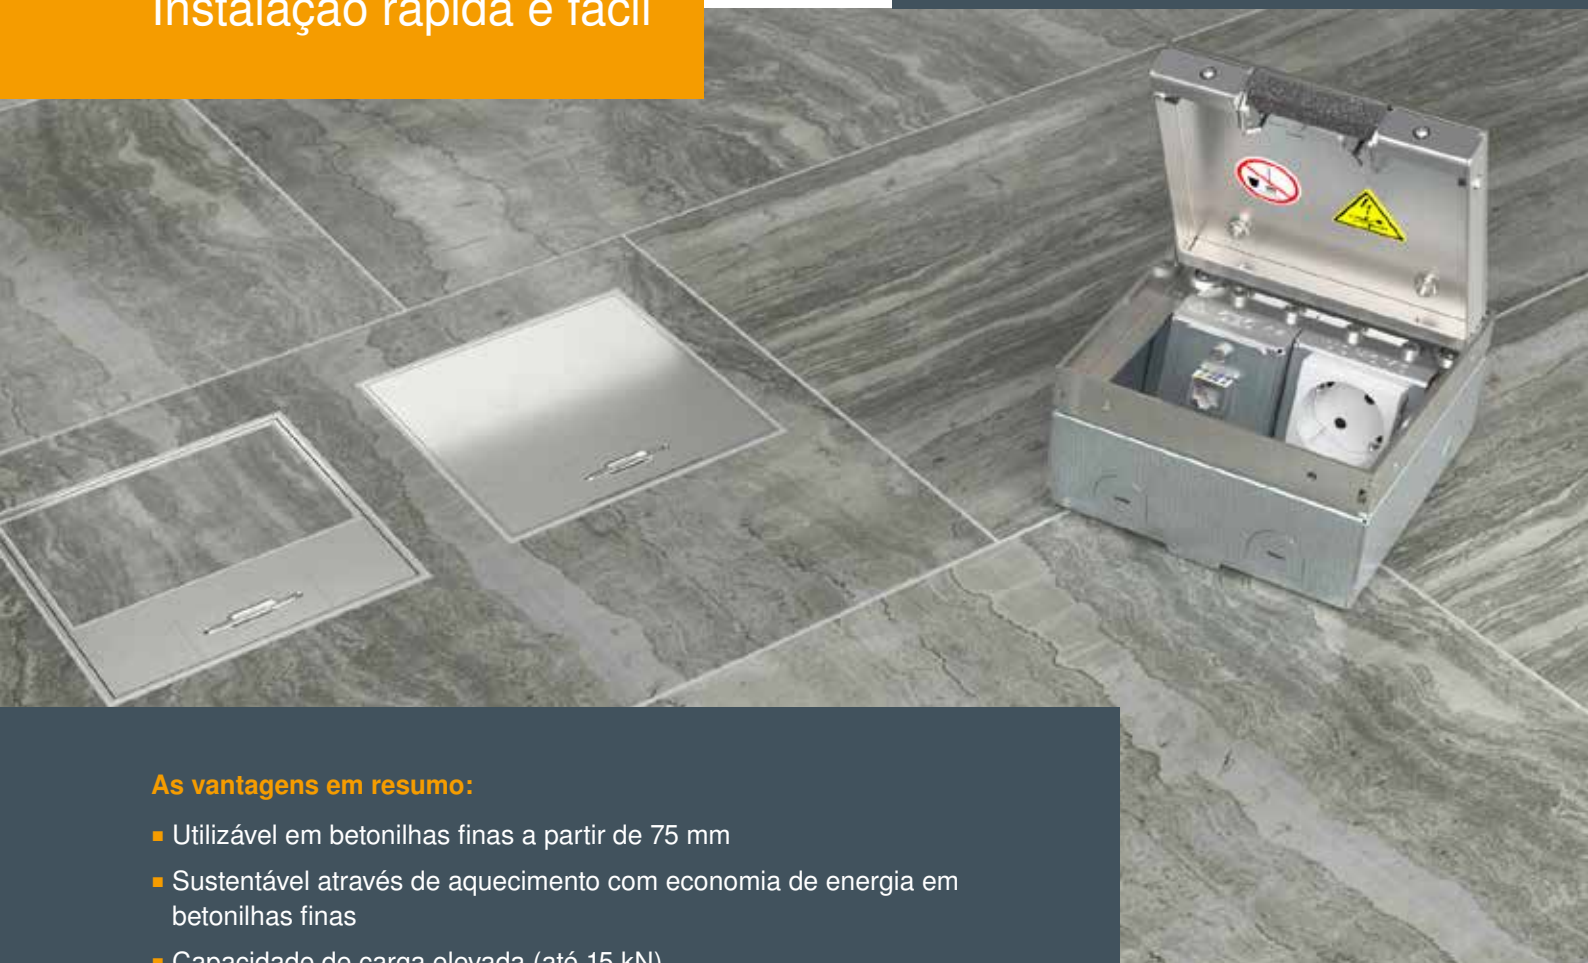 Instalação rápida e fácil
As vantagens em resumo:
▪ Utilizável em betonilhas finas a partir de 75 mm
▪ Sustentável através de aquecimento com economia de energia em
betonilhas finas
▪ Capacidade de carga elevada (até 15 kN)